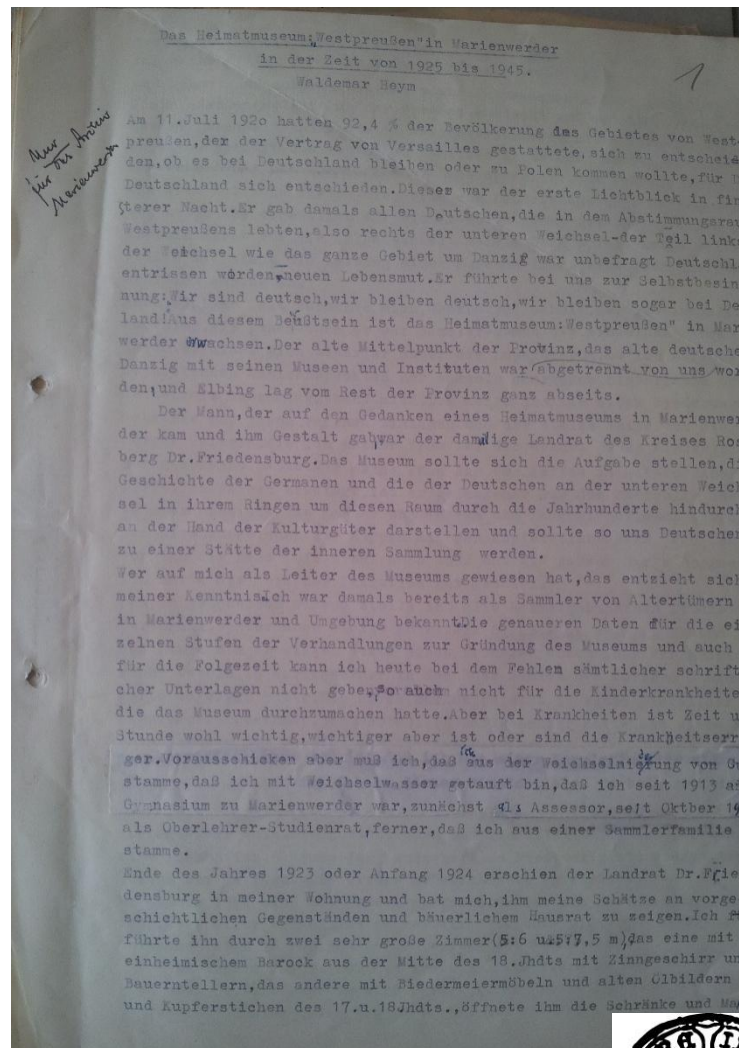 Das Heimatmuseum:„Westpreußen"in Marienwerder
in der Zeit von 1925 bis 1945.
Waldemar Heym
1
Nur
für das Archiv
Marienwerder
Am 11.Juli 1920 hatten 92,4 % der Bevölkerung des Gebietes von West
preußen,der der Vertrag von Versailles gestattete,sich zu entschei
den,ob es bei Deutschland bleiben oder zu Polen kommen wollte,für
Deutschland sich entschieden.Dieses war der erste Lichtblick in fin
sterer Nacht.Er gab damals allen Deutschen,die in dem Abstimmungsrau
Westpreußens lebten,also rechts der unteren Weichsel-der Teil link
der Weichsel wie das ganze Gebiet um Danzig war unbefragt Deutschl
entrissen worden,neuen Lebensmut.Er führte bei uns zur Selbstbesin
nung:Wir sind deutsch,wir bleiben deutsch,wir bleiben sogar bei De
land!Aus diesem Beußtsein ist das Heimatmuseum:Westpreußen" in Mar
werder erwachsen.Der alte Mittelpunkt der Provinz,das alte deutsche
Danzig mit seinen Museen und Instituten war abgetrennt von uns wor
den,und Elbing lag vom Rest der Provinz ganz abseits.
Der Mann,der auf den Gedanken eines Heimatmuseums in Marienwer
der kam und ihm Gestalt gab,war der damalige Landrat des Kreises Ros
berg Dr.Friedensburg.Das Museum sollte sich die Aufgabe stellen,di
Geschichte der Germanen und die der Deutschen an der unteren Weich
sel in ihrem Ringen um diesen Raum durch die Jahrhunderte hindurch
an der Hand der Kulturgüter darstellen und sollte so uns Deutschen
zu einer Stätte der inneren Sammlung werden.
Wer auf mich als Leiter des Museums gewiesen hat,das entzieht sich
meiner Kenntnis.Ich war damals bereits als Sammler von Altertümern
in Marienwerder und Umgebung bekannt.Die genaueren Daten für die ei
zelnen Stufen der Verhandlungen zur Gründung des Museums und auch
für die Folgezeit kann ich heute bei dem Fehlen sämtlicher schrift
cher Unterlagen nicht geben,so auch nicht für die Kinderkrankheite
die das Museum durchzumachen hatte.Aber bei Krankheiten ist Zeit u
Stunde wohl wichtig,wichtiger aber ist oder sind die Krankheitserr
ger.Vorausschicken aber muß ich,daß ich aus der Weichselniederung von G
stamme,daß ich mit Weichselwasser getauft bin,daß ich seit 1913 a
Gymnasium zu Marienwerder war,zunächst als Assessor,seit Oktber 19
als Oberlehrer-Studienrat,ferner,daß ich aus einer Sammlerfamilie
stamme.
Ende des Jahres 1923 oder Anfang 1924 erschien der Landrat Dr.Frie
densburg in meiner Wohnung und bat mich,ihm meine Schätze an vorge
schichtlichen Gegenständen und bäuerlichem Hausrat zu zeigen.Ich f
führte ihn durch zwei sehr große Zimmer(5:6 u.5:7,5 m),das eine mit
einheimischem Barock aus der Mitte des 18.Jhdts mit Zinngeschirr un
Bauerntellern,das andere mit Biedermeiermöbeln und alten Ölbildern
und Kupferstichen des 17.u.18Jhdts.,öffnete ihm die Schränke und Ma